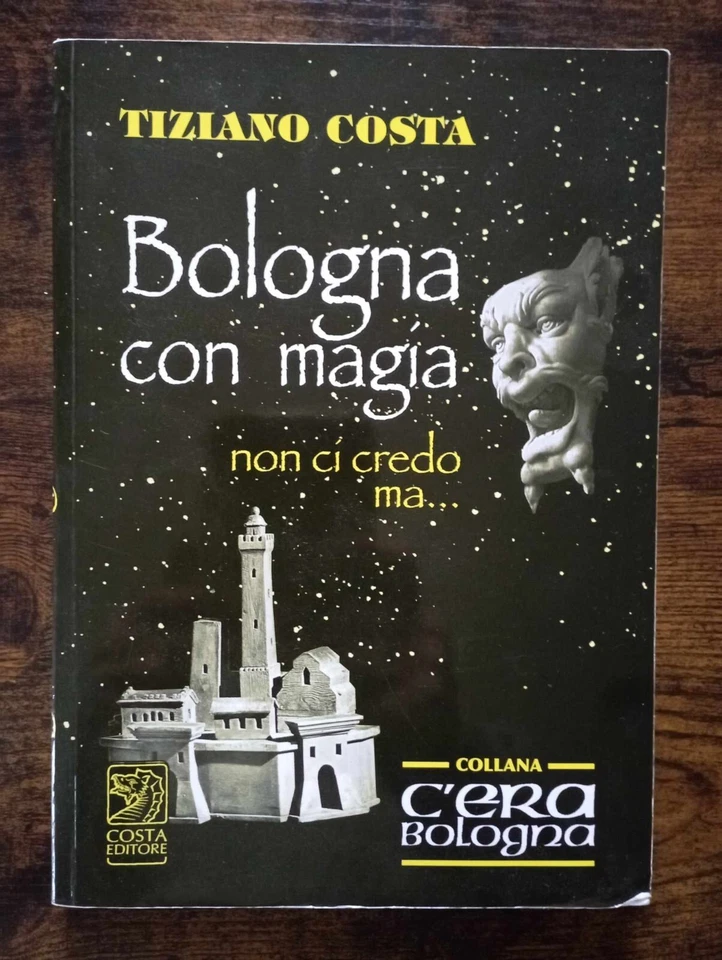 TIZIANO COSTA
Bologna
con magia
non ci credo
ma...
COLLANA
C'ERA
BOLOGNA
COSTA
EDITORE